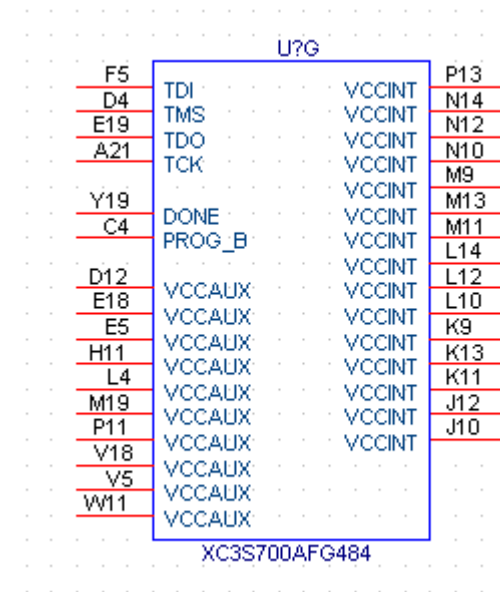 U?G
F5 TDI VCCINT P13
D4 TMS VCCINT N14
E19 TDO VCCINT N12
A21 TCK VCCINT N10
VCCINT M9
Y19 DONE VCCINT M13
C4 PROG_B VCCINT M11
VCCINT L14
D12 VCCAUX VCCINT L12
E18 VCCAUX VCCINT L10
E5 VCCAUX VCCINT K9
H11 VCCAUX VCCINT K13
L4 VCCAUX VCCINT K11
M19 VCCAUX VCCINT J12
P11 VCCAUX VCCINT J10
V18 VCCAUX
V5 VCCAUX
W11 VCCAUX
XC3S700AFG484